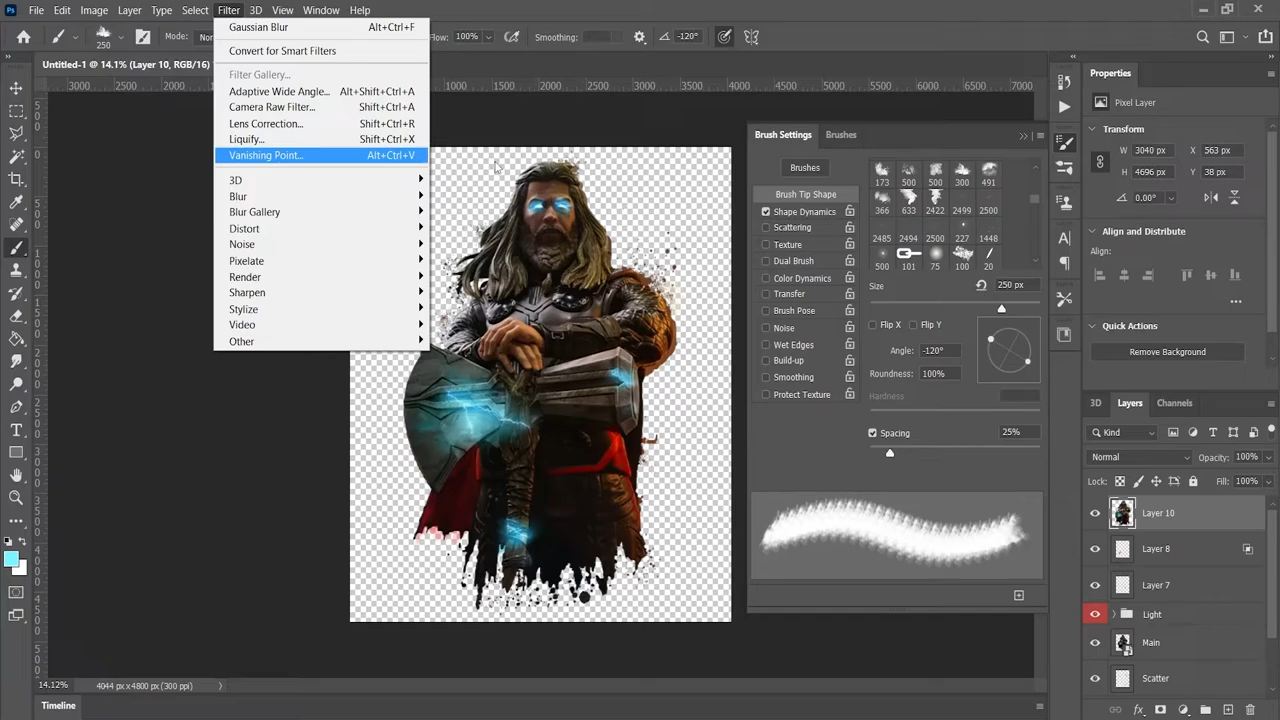 Ps File Edit Image Layer Type Select Filter 3D View Window Help
250 Mode: Flow: 100% Smoothing: -120°
Untitled-1 @ 14.1% (Layer 10, RGB/16)
Gaussian Blur Alt+Ctrl+F
Convert for Smart Filters
Filter Gallery...
Adaptive Wide Angle... Alt+Shift+Ctrl+A
Camera Raw Filter... Shift+Ctrl+A
Lens Correction... Shift+Ctrl+R
Liquify... Shift+Ctrl+X
Vanishing Point... Alt+Ctrl+V
3D
Blur
Blur Gallery
Distort
Noise
Pixelate
Render
Sharpen
Stylize
Video
Other
3000 2500 2000 1000 1500 2000 2500 3000 3500 4000 4500 5000 5500 6000 6500 7000
Brush Settings Brushes
Brushes
Brush Tip Shape
Shape Dynamics
Scattering
Texture
Dual Brush
Color Dynamics
Transfer
Brush Pose
Noise
Wet Edges
Build-up
Smoothing
Protect Texture
173 500 500 300 491
366 633 2422 2499 2500
2485 2494 2500 227 1448
500 101 75 100 20
Size 250 px
Flip X Flip Y
Angle: -120°
Roundness: 100%
Hardness
Spacing 25%
Properties
Pixel Layer
Transform
W 3040 px X 563 px
H 4696 px Y 38 px
0.00°
Align and Distribute
Align:
Quick Actions
Remove Background
3D Layers Channels
Kind
Normal Opacity: 100%
Lock: Fill: 100%
Layer 10
Layer 8
Layer 7
Light
Main
Scatter
14.12% 4044 px x 4800 px (300 ppi)
Timeline